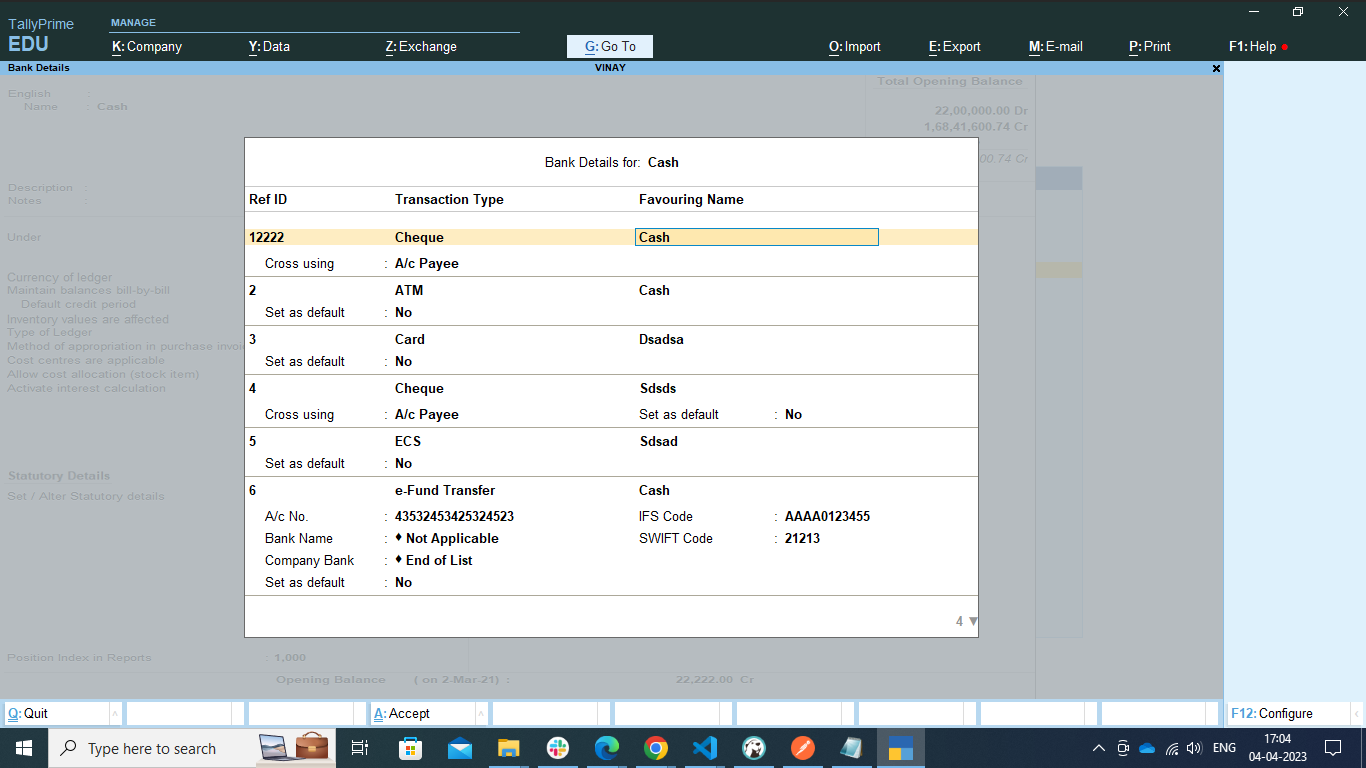 TallyPrime
EDU
MANAGE
K: Company Y: Data Z: Exchange G: Go To O: Import E: Export M: E-mail P: Print F1: Help
Bank Details VINAY
English :
Name : Cash
Total Opening Balance
22,00,000.00 Dr
1,68,41,600.74 Cr
00.74 Cr
Description :
Notes :
Under
Currency of ledger
Maintain balances bill-by-bill
Default credit period
Inventory values are affected
Type of Ledger
Method of appropriation in purchase invoi
Cost centres are applicable
Allow cost allocation (stock item)
Activate interest calculation
Statutory Details
Set / Alter Statutory details
Position Index in Reports : 1,000
Opening Balance ( on 2-Mar-21) : 22,222.00 Cr
Bank Details for: Cash
Ref ID Transaction Type Favouring Name
12222 Cheque Cash
Cross using : A/c Payee
2 ATM Cash
Set as default : No
3 Card Dsadsa
Set as default : No
4 Cheque Sdsds
Cross using : A/c Payee Set as default : No
5 ECS Sdsad
Set as default : No
6 e-Fund Transfer Cash
A/c No. : 43532453425324523 IFS Code : AAAA0123455
Bank Name : ♦ Not Applicable SWIFT Code : 21213
Company Bank : ♦ End of List
Set as default : No
4 ▼
Q: Quit A: Accept F12: Configure
Type here to search
ENG 17:04
04-04-2023